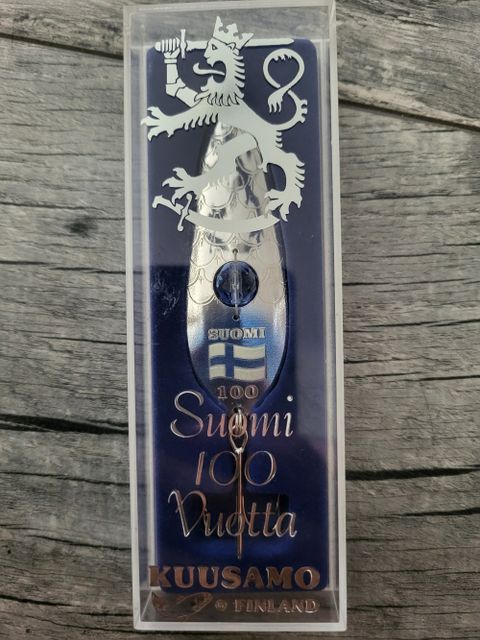 SUOMI
100
Suomi
100
Vuotta
KUUSAMO
® FINLAND